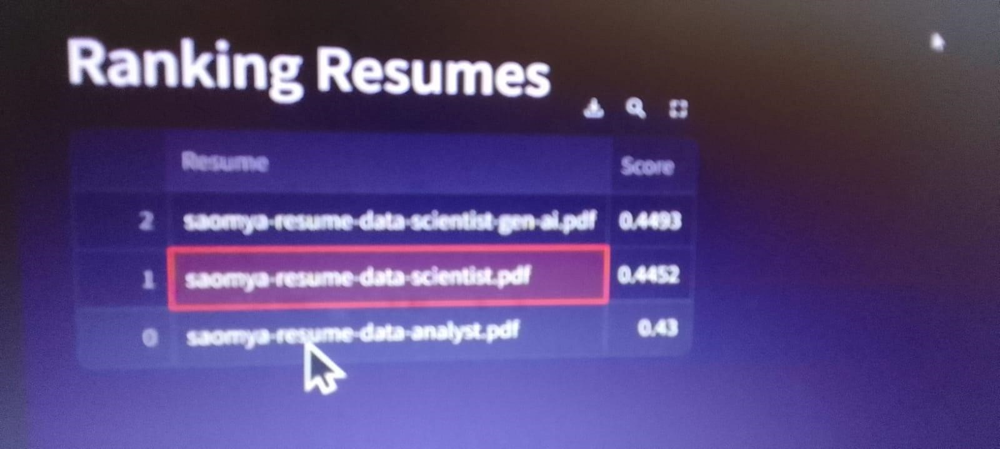 Ranking Resumes
Resume Score
2 saomya-resume-data-scientist-gen-ai.pdf 0.4493
1 saomya-resume-data-scientist.pdf 0.4452
0 saomya-resume-data-analyst.pdf 0.43